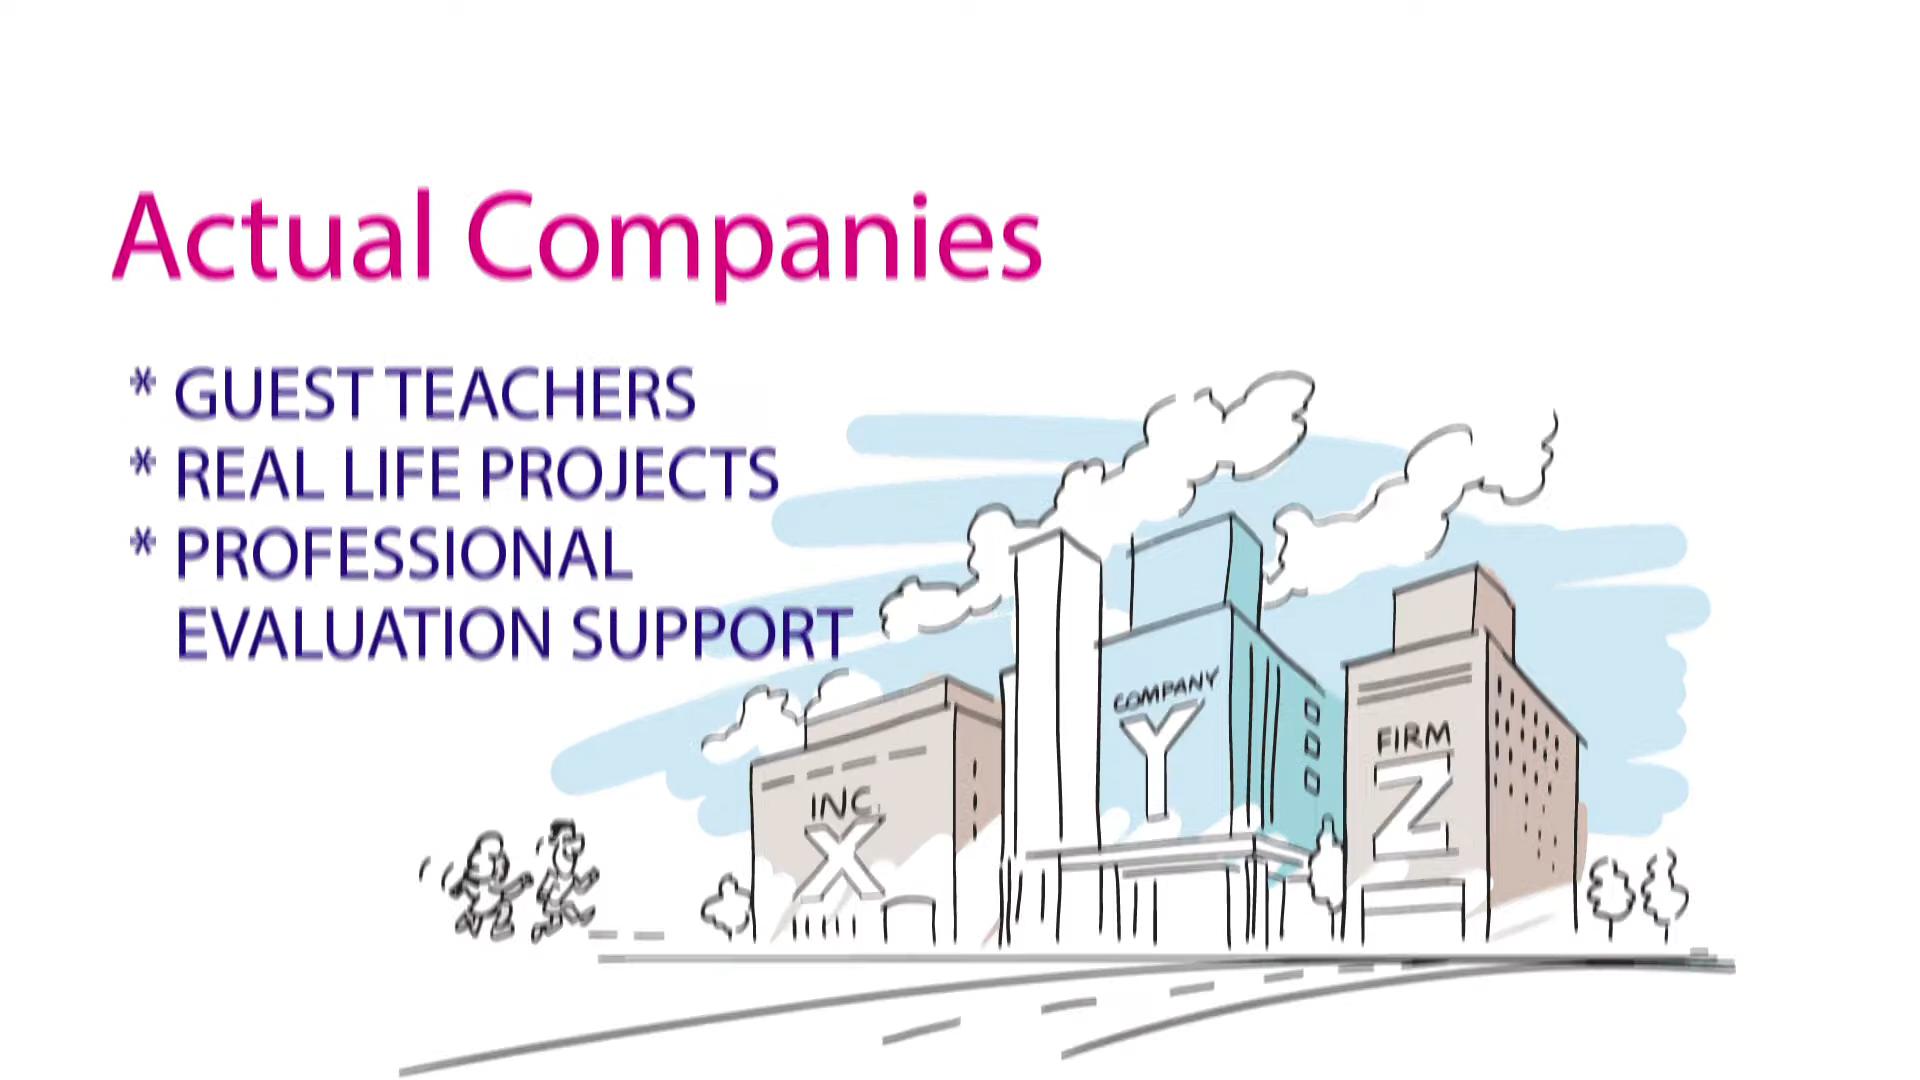 Actual Companies
* GUEST TEACHERS
* REAL LIFE PROJECTS
* PROFESSIONAL
EVALUATION SUPPORT
INC.
X
COMPANY
Y
FIRM
Z